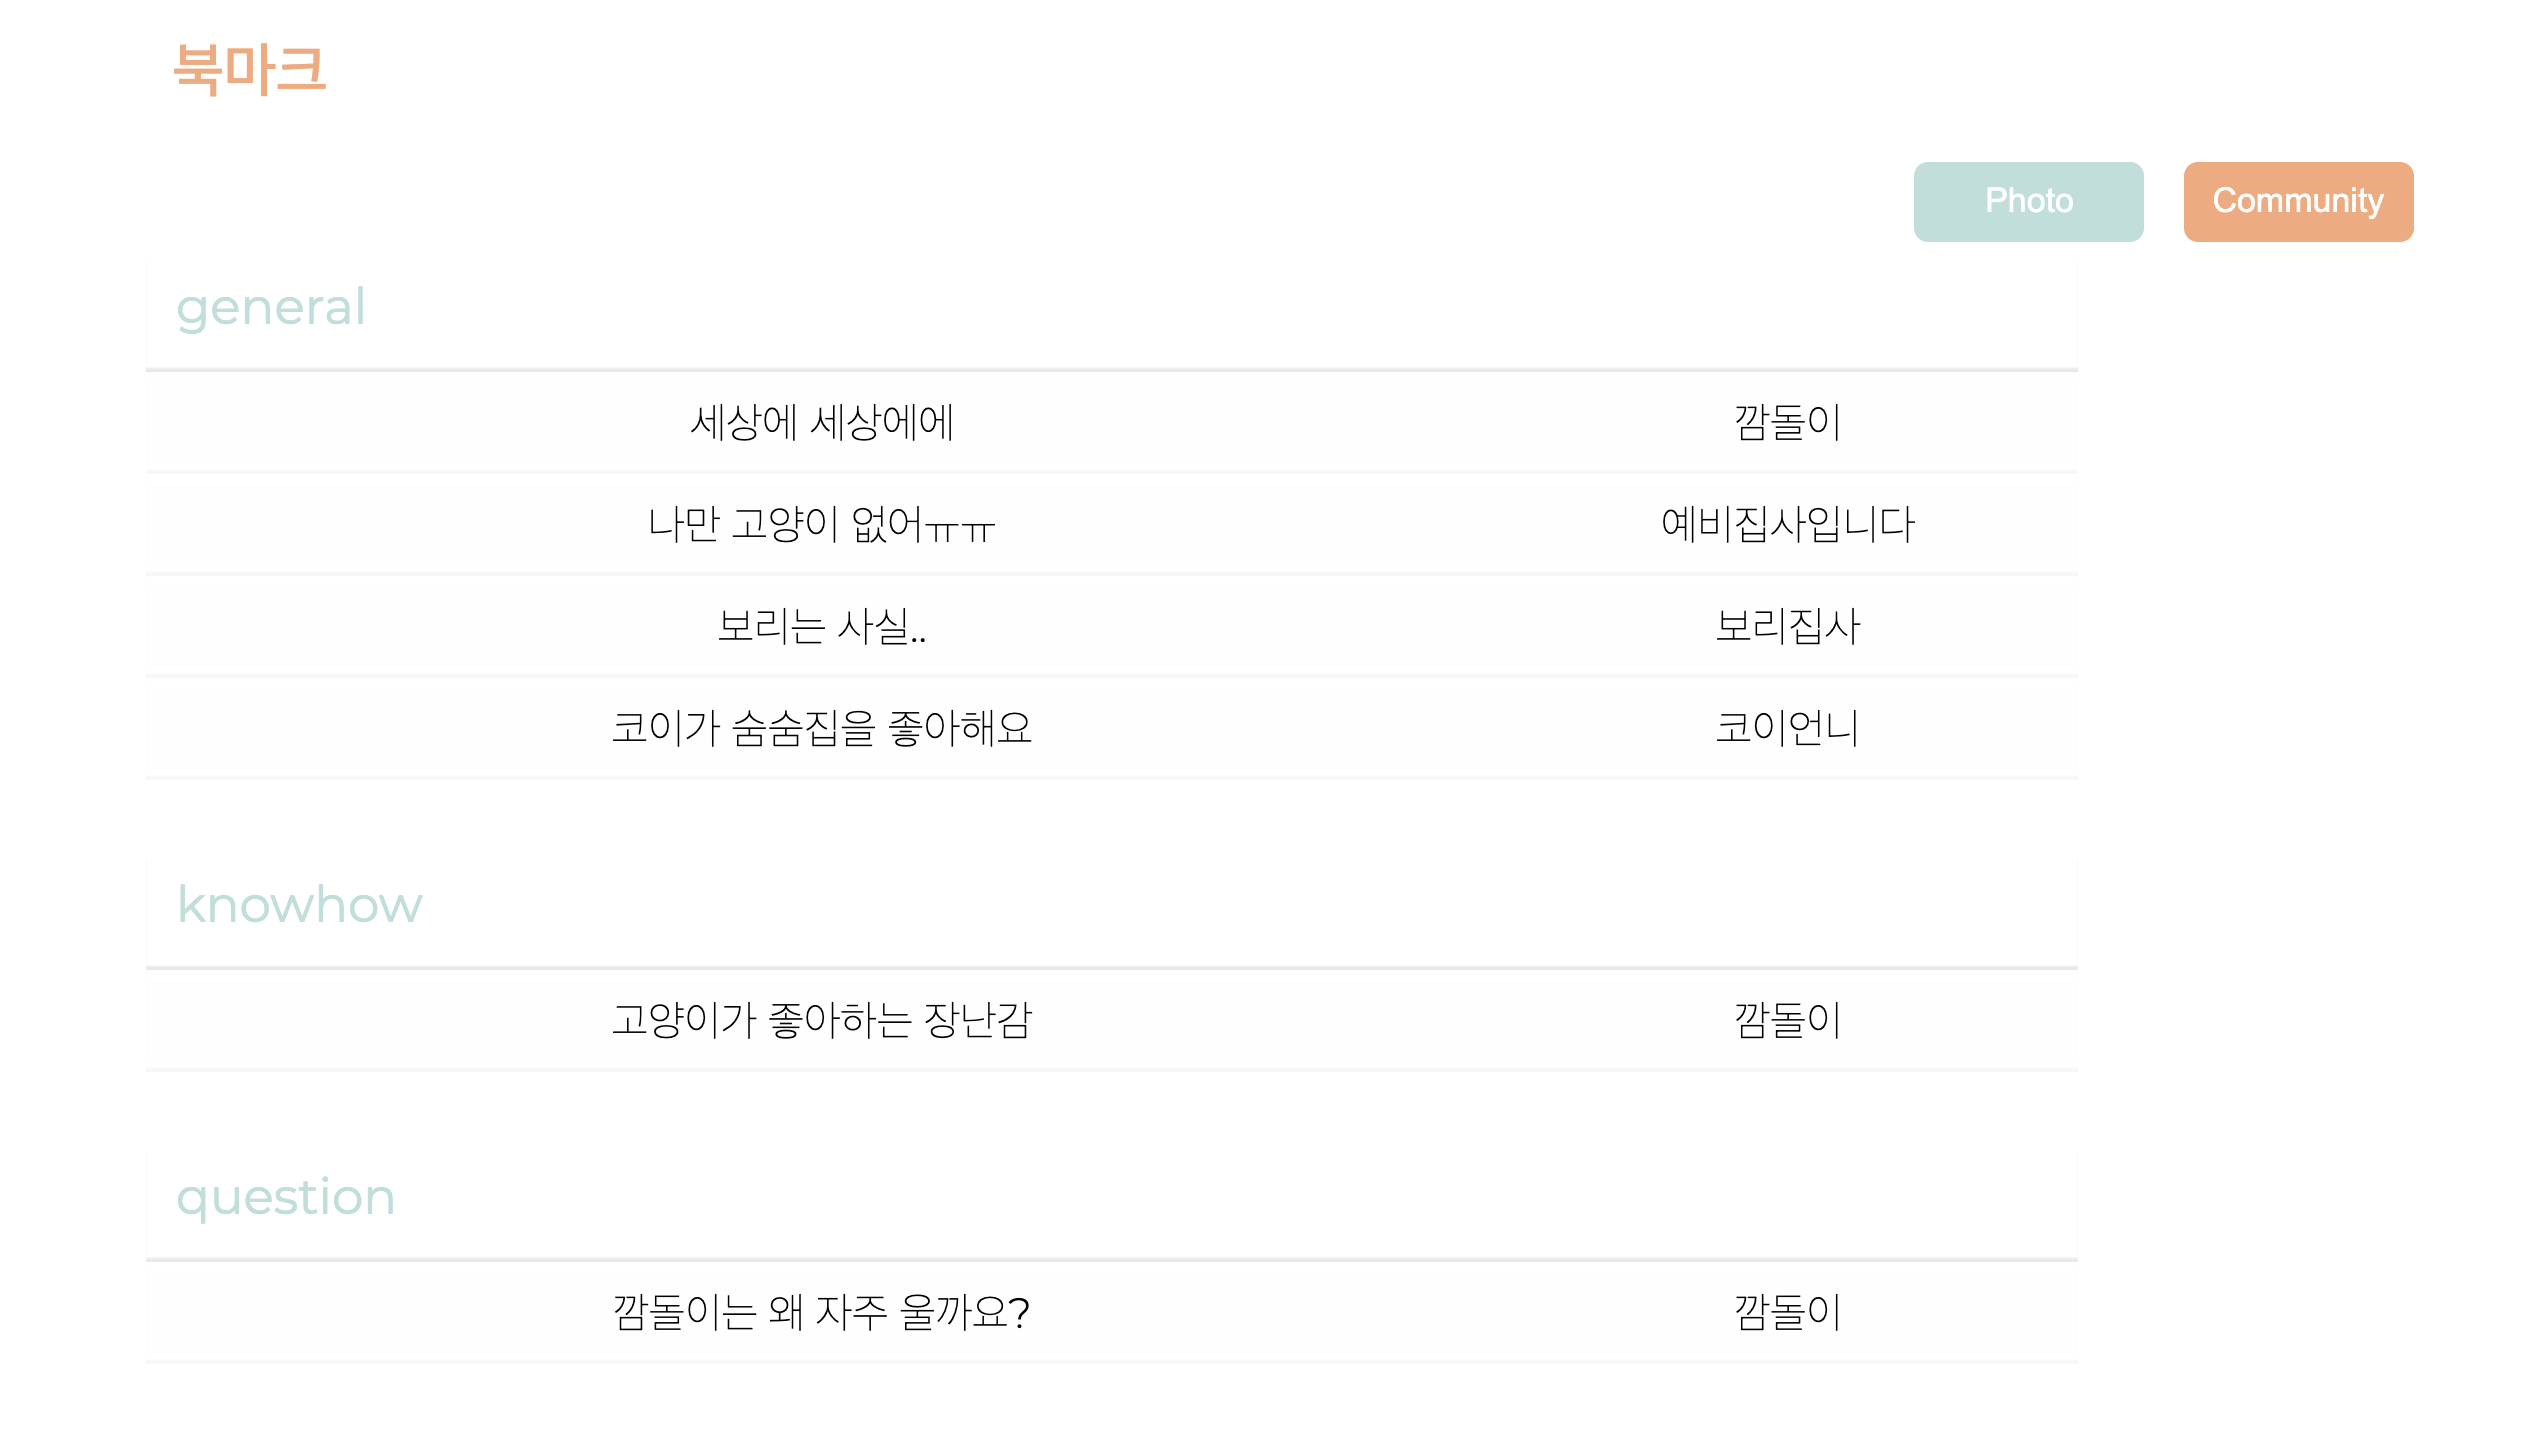 북마크
Photo Community
general
세상에 세상에에 깜돌이
나만 고양이 없어ㅠㅠ 예비집사입니다
보리는 사실.. 보리집사
코이가 숨숨집을 좋아해요 코이언니
knowhow
고양이가 좋아하는 장난감 깜돌이
question
깜돌이는 왜 자주 울까요? 깜돌이